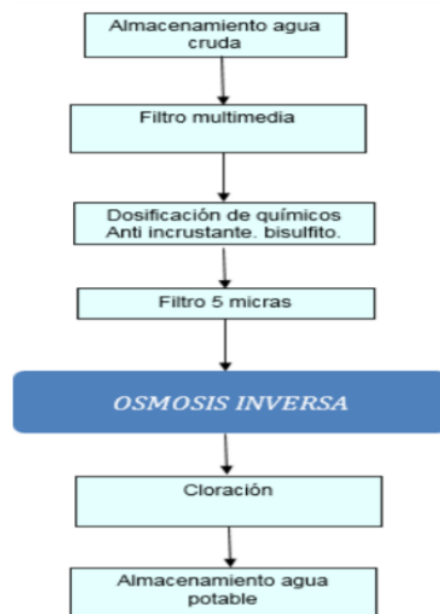 Almacenamiento agua
cruda
Filtro multimedia
Dosificación de químicos
Anti incrustante. bisulfito.
Filtro 5 micras
OSMOSIS INVERSA
Cloración
Almacenamiento agua
potable